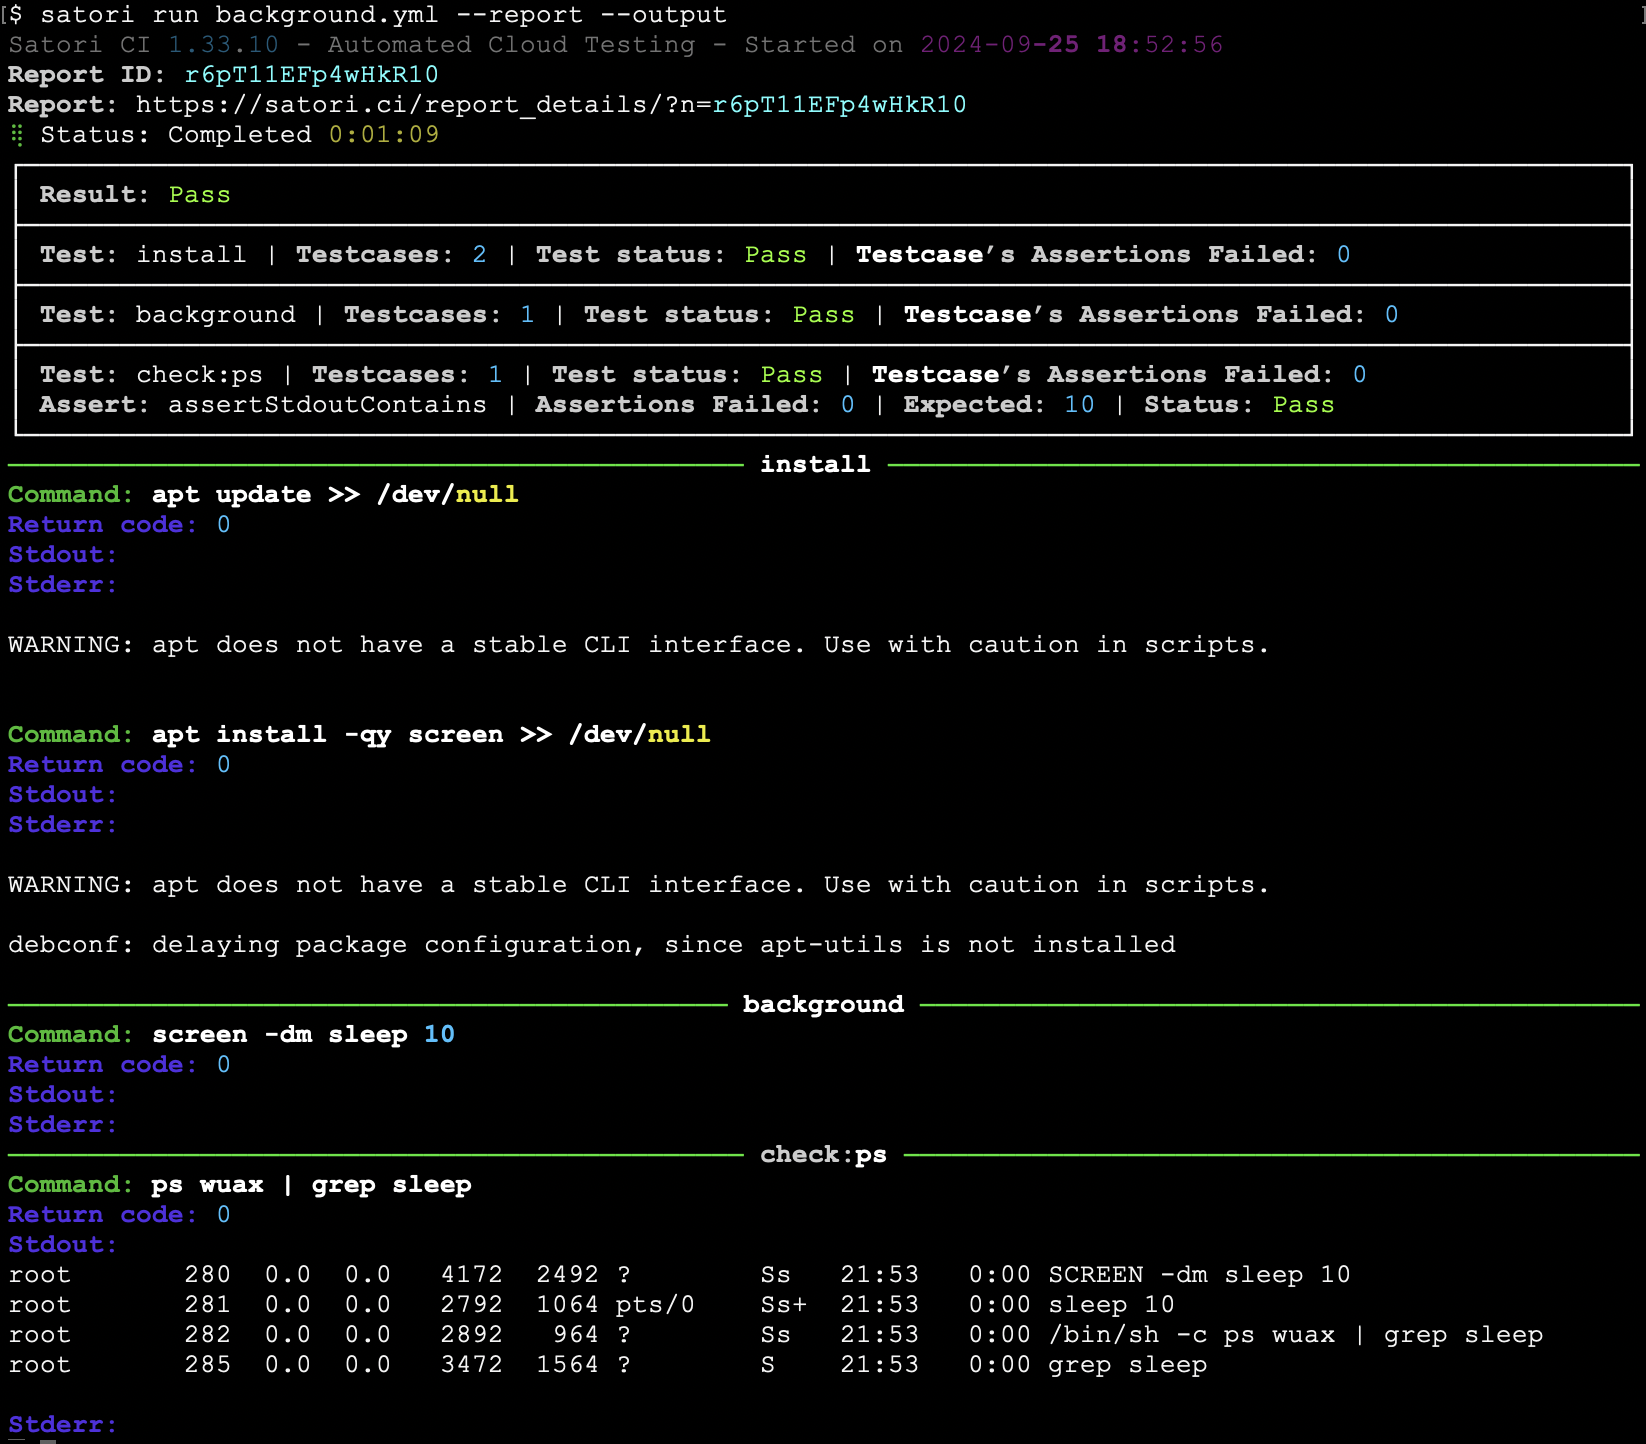 [$ satori run background.yml --report --output ]
Satori CI 1.33.10 - Automated Cloud Testing - Started on 2024-09-25 18:52:56
Report ID: r6pT11EFp4wHkR10
Report: https://satori.ci/report_details/?n=r6pT11EFp4wHkR10
⣻ Status: Completed 0:01:09
Result: Pass
Test: install | Testcases: 2 | Test status: Pass | Testcase’s Assertions Failed: 0
Test: background | Testcases: 1 | Test status: Pass | Testcase’s Assertions Failed: 0
Test: check:ps | Testcases: 1 | Test status: Pass | Testcase’s Assertions Failed: 0
Assert: assertStdoutContains | Assertions Failed: 0 | Expected: 10 | Status: Pass
install
Command: apt update >> /dev/null
Return code: 0
Stdout:
Stderr:
WARNING: apt does not have a stable CLI interface. Use with caution in scripts.
Command: apt install -qy screen >> /dev/null
Return code: 0
Stdout:
Stderr:
WARNING: apt does not have a stable CLI interface. Use with caution in scripts.
debconf: delaying package configuration, since apt-utils is not installed
background
Command: screen -dm sleep 10
Return code: 0
Stdout:
Stderr:
check:ps
Command: ps wuax | grep sleep
Return code: 0
Stdout:
root       280  0.0  0.0   4172  2492 ?        Ss   21:53   0:00 SCREEN -dm sleep 10
root       281  0.0  0.0   2792  1064 pts/0    Ss+  21:53   0:00 sleep 10
root       282  0.0  0.0   2892   964 ?        Ss   21:53   0:00 /bin/sh -c ps wuax | grep sleep
root       285  0.0  0.0   3472  1564 ?        S    21:53   0:00 grep sleep
Stderr: